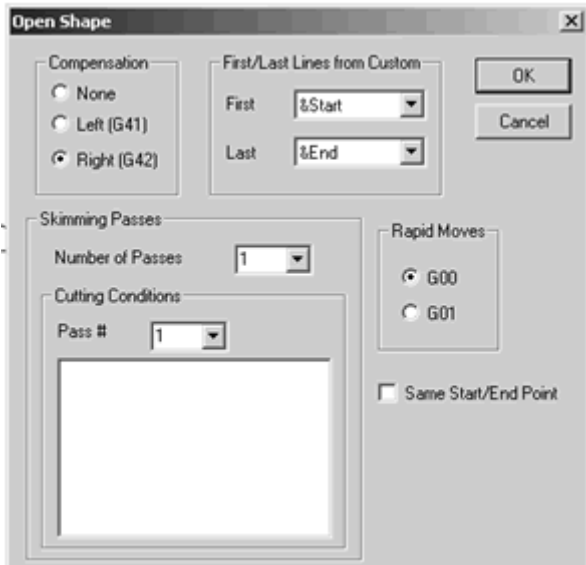 Open Shape
Compensation
None
Left (G41)
Right (G42)
First/Last Lines from Custom
First
&Start
Last
&End
OK
Cancel
Skimming Passes
Number of Passes
1
Cutting Conditions
Pass #
1
Rapid Moves
G00
G01
Same Start/End Point